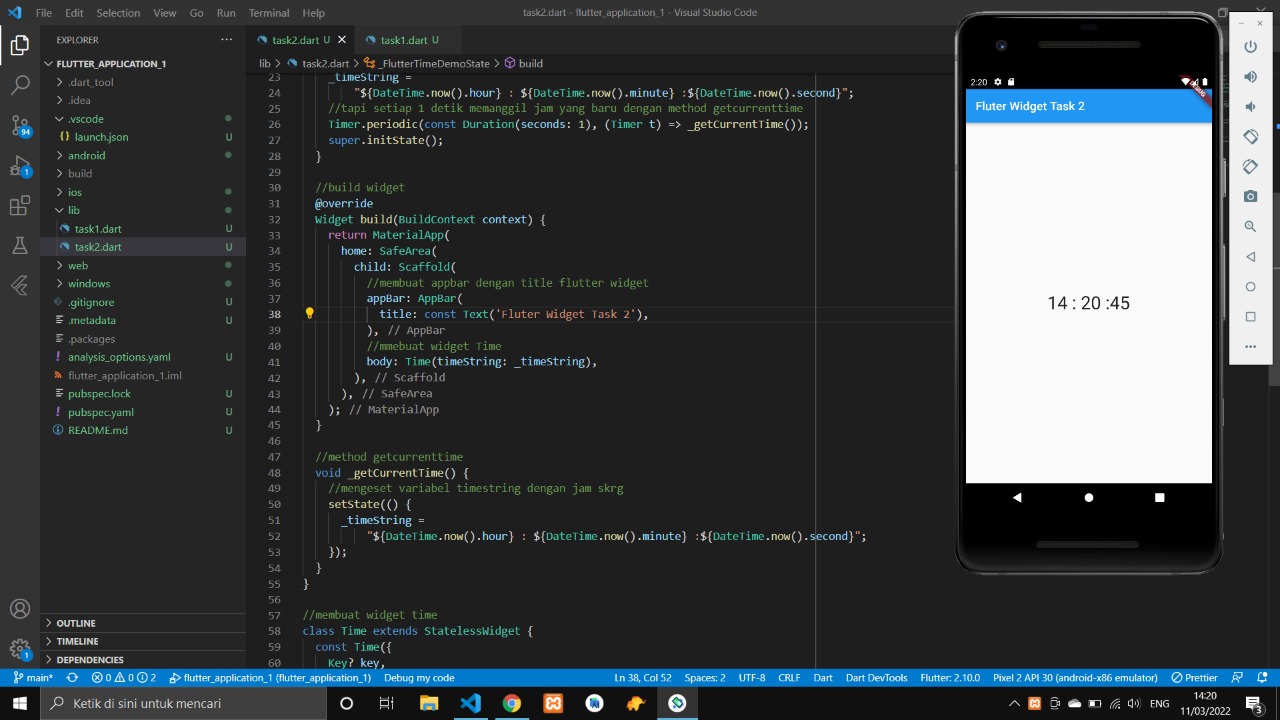 File Edit Selection View Go Run Terminal Help
task2.dart - flutter_application_1 - Visual Studio Code
EXPLORER
task2.dart U
task1.dart U
FLUTTER_APPLICATION_1
lib > task2.dart > _FlutterTimeDemoState > build
.dart_tool
.idea
.vscode
launch.json U
android
build
ios
lib
task1.dart U
task2.dart U
web
windows
.gitignore U
.metadata U
.packages
analysis_options.yaml U
flutter_application_1.iml
pubspec.lock U
pubspec.yaml U
README.md U
OUTLINE
TIMELINE
DEPENDENCIES
94
1
1
23 _timeString =
24 "${DateTime.now().hour} : ${DateTime.now().minute} :${DateTime.now().second}";
25 //tapi setiap 1 detik memanggil jam yang baru dengan method getcurrenttime
26 Timer.periodic(const Duration(seconds: 1), (Timer t) => _getCurrentTime());
27 super.initState();
28 }
29
30 //build widget
31 @override
32 Widget build(BuildContext context) {
33 return MaterialApp(
34 home: SafeArea(
35 child: Scaffold(
36 //membuat appbar dengan title flutter widget
37 appBar: AppBar(
38 title: const Text('Fluter Widget Task 2'),
39 ), // AppBar
40 //mmebuat widget Time
41 body: Time(timeString: _timeString),
42 ), // Scaffold
43 ), // SafeArea
44 ); // MaterialApp
45 }
46
47 //method getcurrenttime
48 void _getCurrentTime() {
49 //mengeset variabel timestring dengan jam skrg
50 setState(() {
51 _timeString =
52 "${DateTime.now().hour} : ${DateTime.now().minute} :${DateTime.now().second}";
53 });
54 }
55 }
56
57 //membuat widget time
58 class Time extends StatelessWidget {
59 const Time({
60 Key? key,
2:20
Fluter Widget Task 2
14 : 20 :45
main*
0 0 2
flutter_application_1 (flutter_application_1)
Debug my code
Ln 38, Col 52 Spaces: 2 UTF-8 CRLF Dart Dart DevTools Flutter: 2.10.0 Pixel 2 API 30 (android-x86 emulator) Prettier
Ketik di sini untuk mencari
ENG
14:20
11/03/2022
3